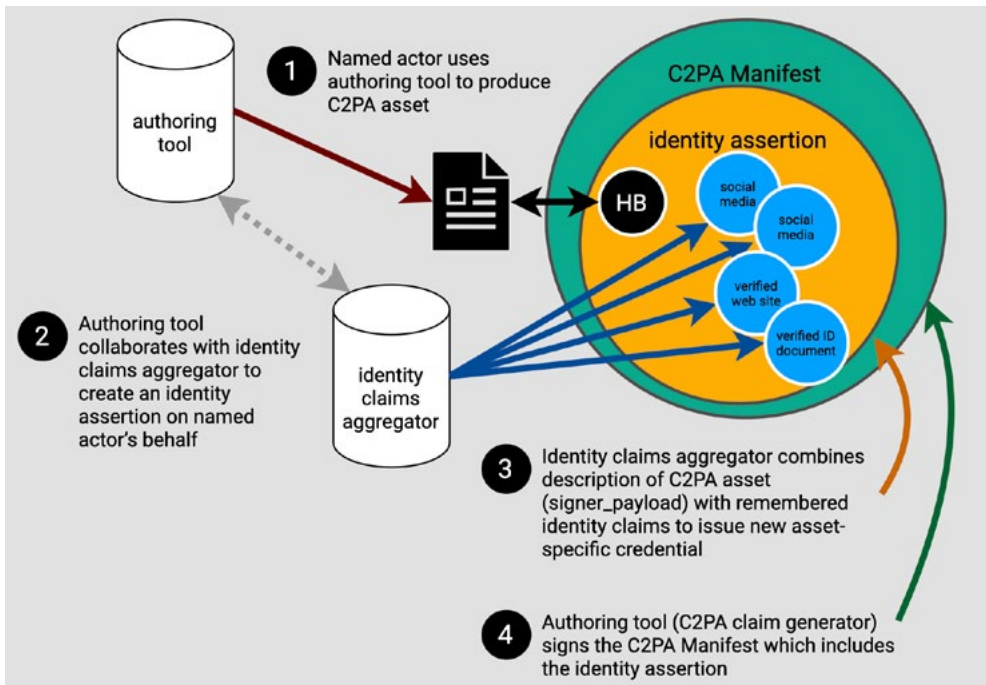 1
Named actor uses
authoring tool to produce
C2PA asset
authoring
tool
C2PA Manifest
identity assertion
HB
social
media
social
media
verified
web site
verified ID
document
2
Authoring tool
collaborates with identity
claims aggregator to
create an identity
assertion on named
actor's behalf
identity
claims
aggregator
3
Identity claims aggregator combines
description of C2PA asset
(signer_payload) with remembered
identity claims to issue new asset-
specific credential
4
Authoring tool (C2PA claim generator)
signs the C2PA Manifest which includes
the identity assertion